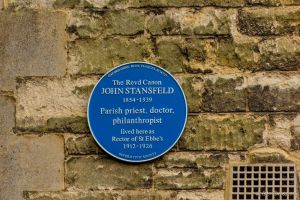 The Revd Canon
JOHN STANSFELD
1854-1939
Parish priest, doctor,
philanthropist
lived here as
Rector of St Ebbe's
1912-1926